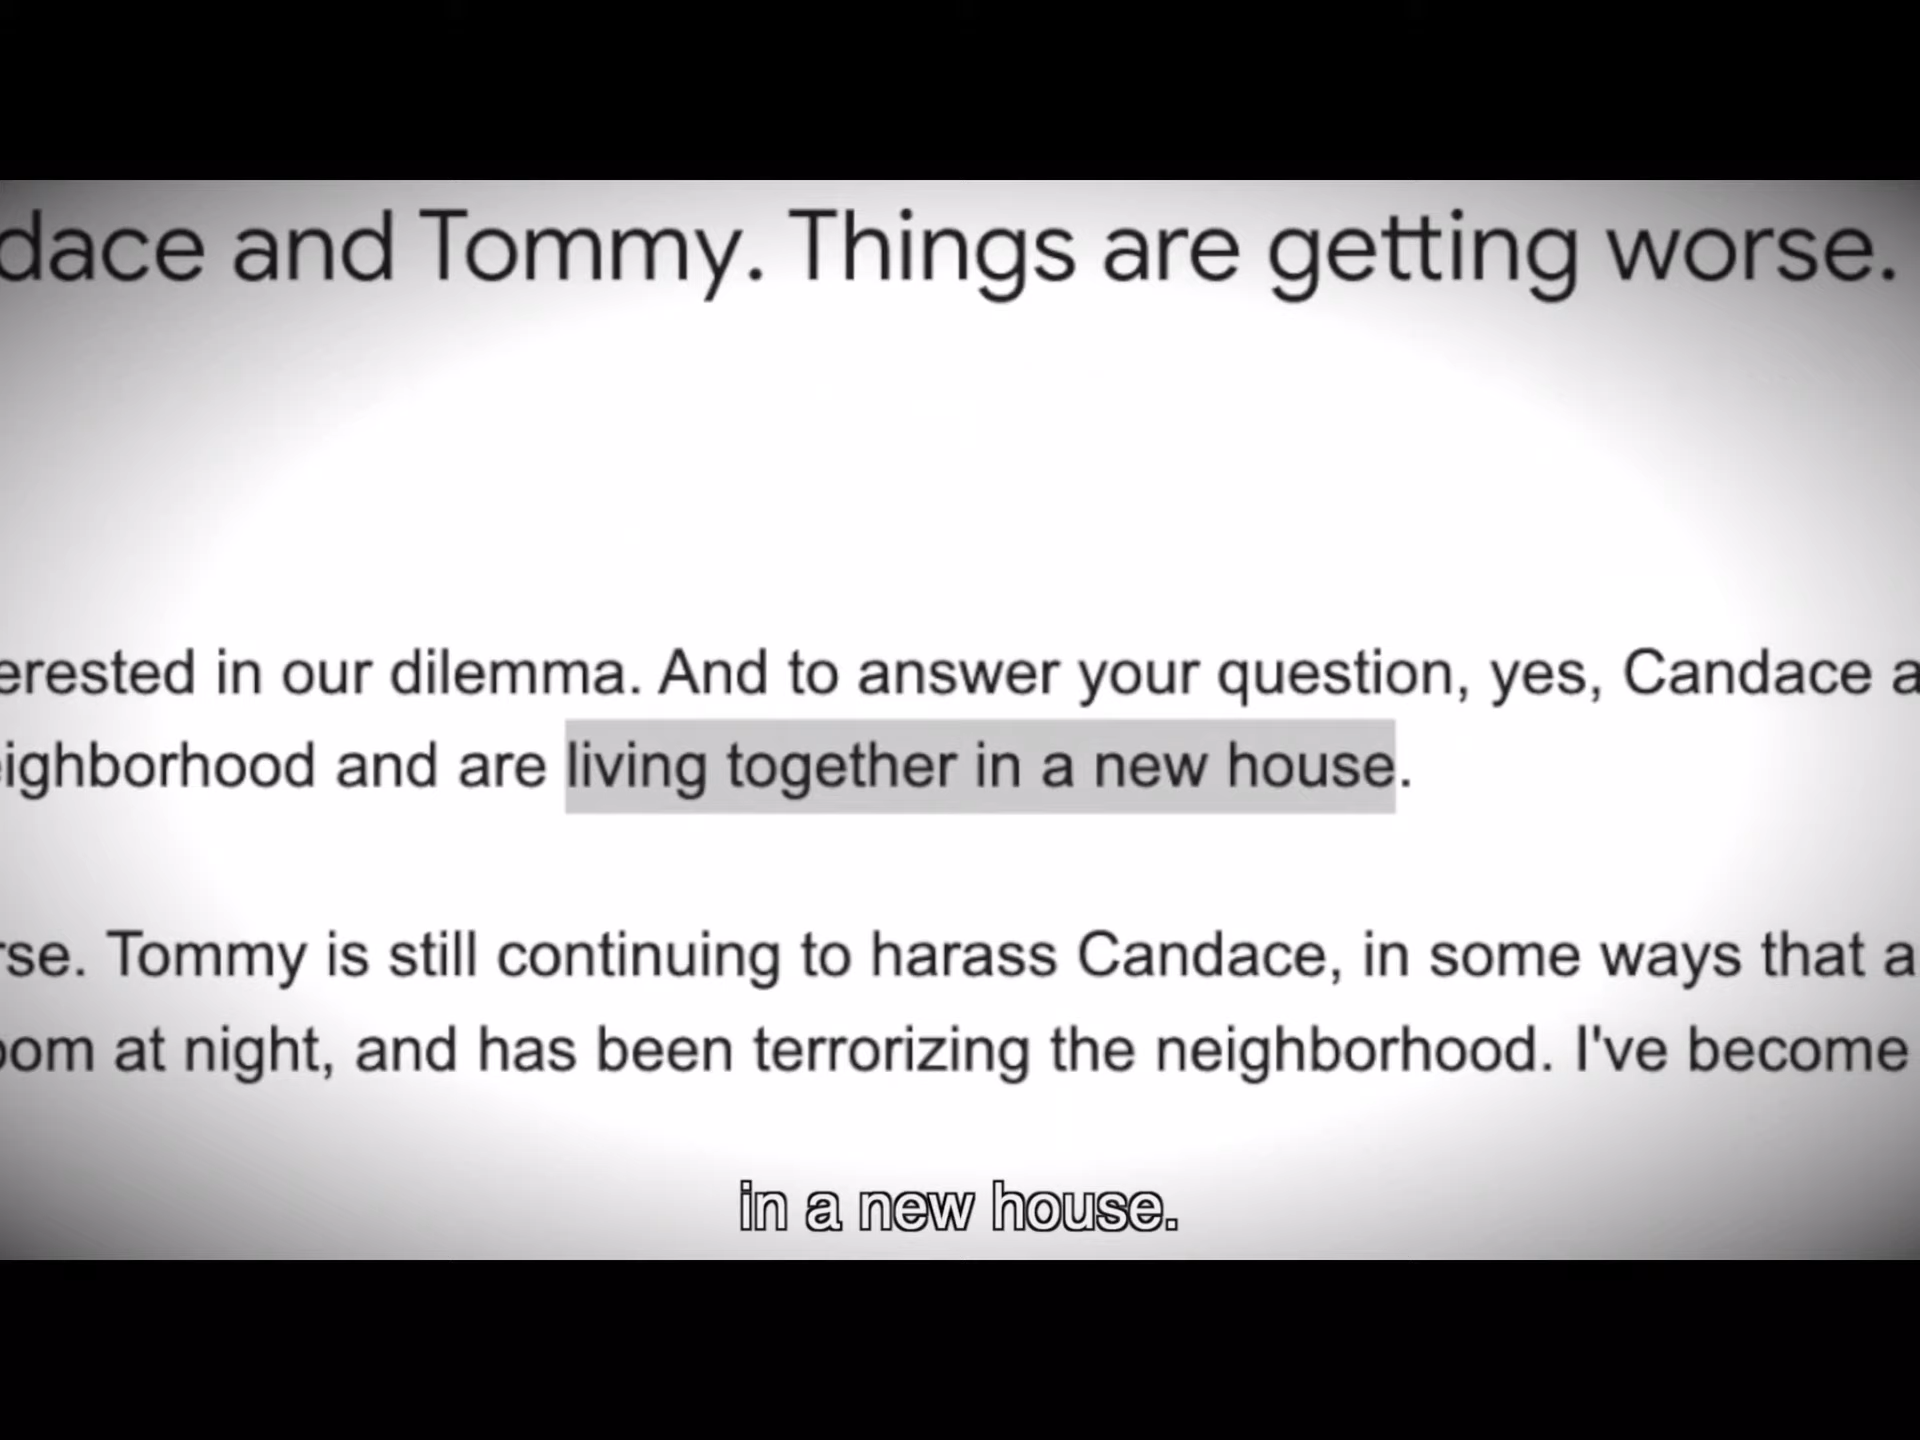 dace and Tommy. Things are getting worse.
erested in our dilemma. And to answer your question, yes, Candace a
eighborhood and are living together in a new house.
rse. Tommy is still continuing to harass Candace, in some ways that a
oom at night, and has been terrorizing the neighborhood. I've become
in a new house.